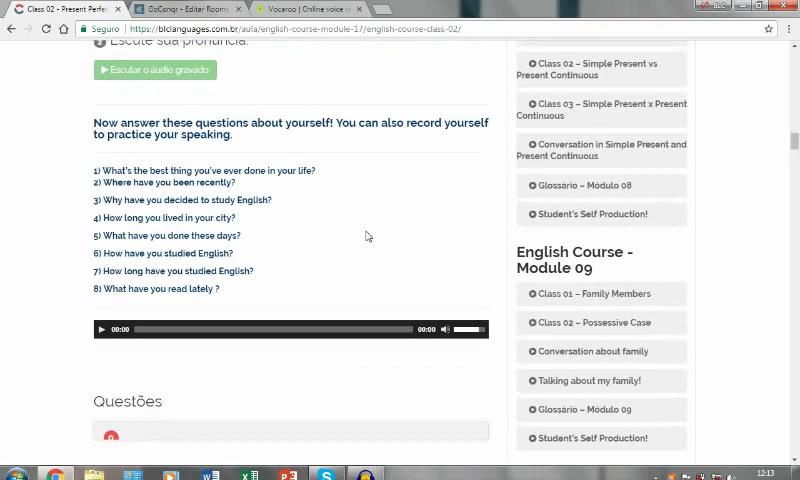 Class 02 - Present Perfe
GoConqr - Editar Room
Vocaroo | Online voice r
BLC
Seguro
https://blclanguages.com.br/aula/english-course-module-17/english-course-class-02/
2 Escute sua pronúncia.
Escutar o áudio gravado
Now answer these questions about yourself! You can also record yourself
to practice your speaking.
1) What's the best thing you've ever done in your life?
2) Where have you been recently?
3) Why have you decided to study English?
4) How long you lived in your city?
5) What have you done these days?
6) How have you studied English?
7) How long have you studied English?
8) What have you read lately ?
00:00
00:00
Questões
Class 02 – Simple Present vs
Present Continuous
Class 03 – Simple Present x Present
Continuous
Conversation in Simple Present and
Present Continuous
Glossário – Módulo 08
Student's Self Production!
English Course -
Module 09
Class 01 – Family Members
Class 02 – Possessive Case
Conversation about family
Talking about my family!
Glossário – Módulo 09
Student's Self Production!
12:13